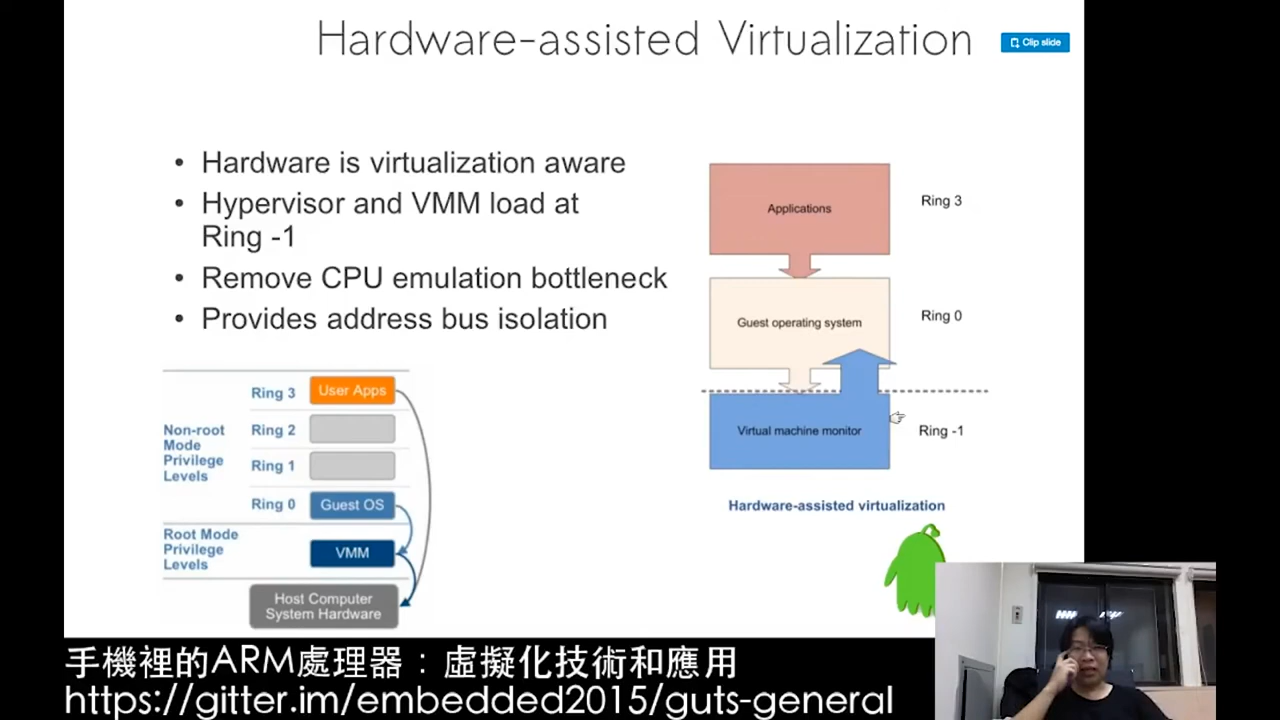 Hardware-assisted Virtualization
Clip slide
• Hardware is virtualization aware
• Hypervisor and VMM load at
Ring -1
• Remove CPU emulation bottleneck
• Provides address bus isolation
Applications
Ring 3
Guest operating system
Ring 0
Virtual machine monitor
Ring -1
Hardware-assisted virtualization
Non-root
Mode
Privilege
Levels
Ring 3
User Apps
Ring 2
Ring 1
Ring 0
Guest OS
Root Mode
Privilege
Levels
VMM
Host Computer
System Hardware
手機裡的ARM處理器：虛擬化技術和應用
https://gitter.im/embedded2015/guts-general